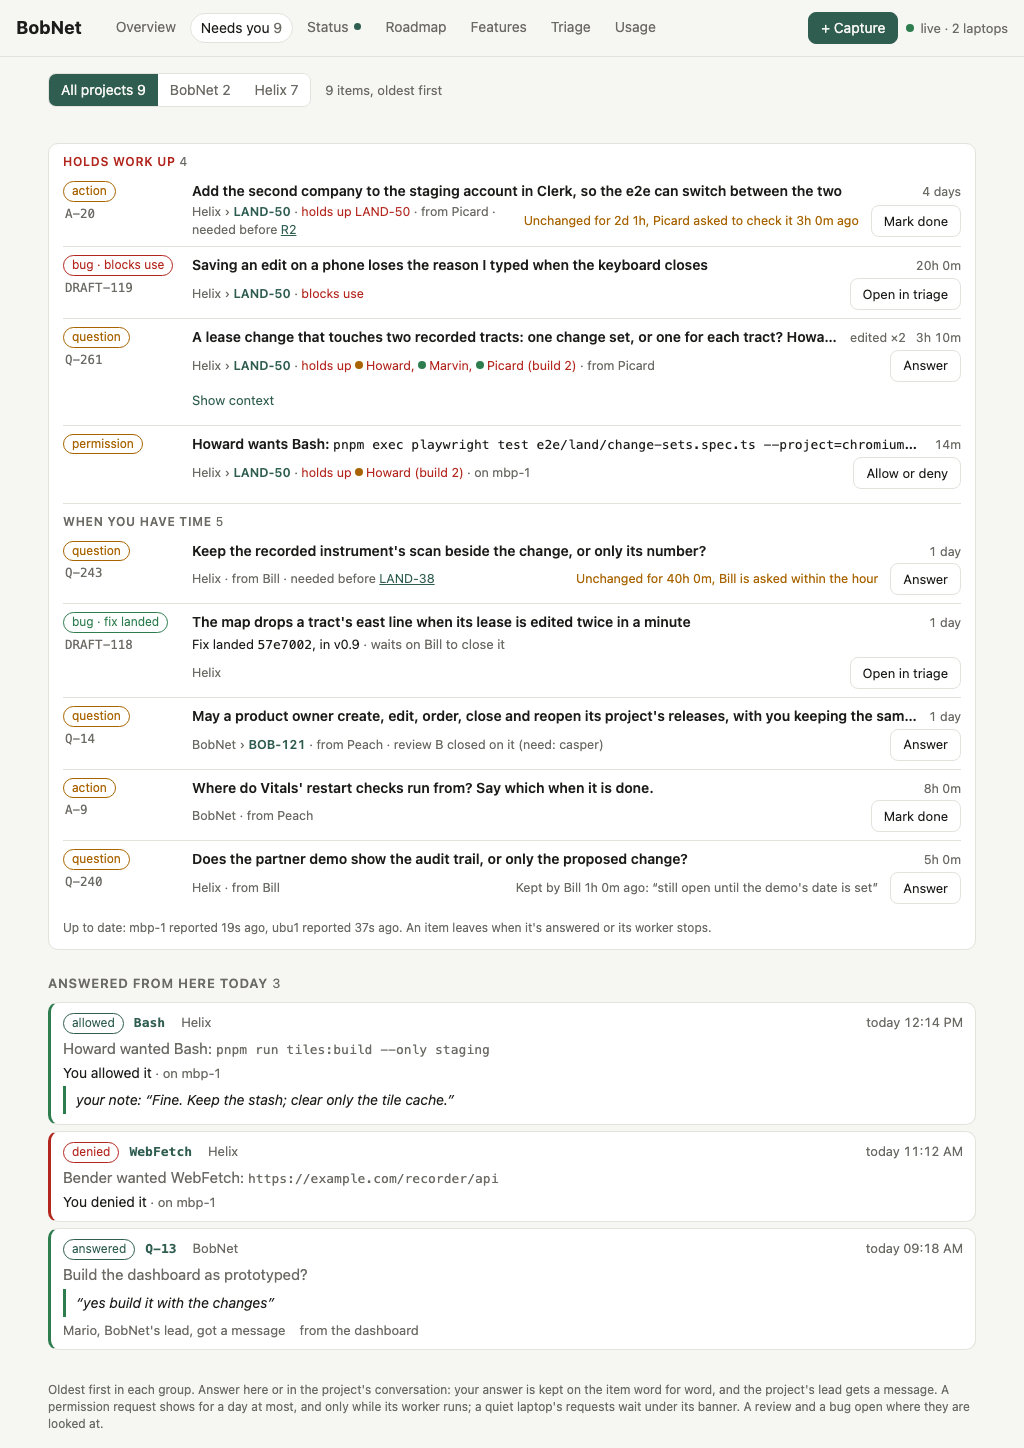 BobNet Overview Needs you 9 Status Roadmap Features Triage Usage + Capture live · 2 laptops
All projects 9 BobNet 2 Helix 7 9 items, oldest first
HOLDS WORK UP 4
action Add the second company to the staging account in Clerk, so the e2e can switch between the two 4 days
A-20 Helix › LAND-50 · holds up LAND-50 · from Picard ·
needed before R2
Unchanged for 2d 1h, Picard asked to check it 3h 0m ago Mark done
bug · blocks use Saving an edit on a phone loses the reason I typed when the keyboard closes 20h 0m
DRAFT-119 Helix › LAND-50 · blocks use Open in triage
question A lease change that touches two recorded tracts: one change set, or one for each tract? Howa... edited ×2 3h 10m
Q-261 Helix › LAND-50 · holds up Howard, Marvin, Picard (build 2) · from Picard Answer
Show context
permission Howard wants Bash: pnpm exec playwright test e2e/land/change-sets.spec.ts --project=chromium... 14m
Helix › LAND-50 · holds up Howard (build 2) · on mbp-1 Allow or deny
WHEN YOU HAVE TIME 5
question Keep the recorded instrument's scan beside the change, or only its number? 1 day
Q-243 Helix · from Bill · needed before LAND-38 Unchanged for 40h 0m, Bill is asked within the hour Answer
bug · fix landed The map drops a tract's east line when its lease is edited twice in a minute 1 day
DRAFT-118 Fix landed 57e7002, in v0.9 · waits on Bill to close it
Helix Open in triage
question May a product owner create, edit, order, close and reopen its project's releases, with you keeping the sam... 1 day
Q-14 BobNet › BOB-121 · from Peach · review B closed on it (need: casper) Answer
action Where do Vitals' restart checks run from? Say which when it is done. 8h 0m
A-9 BobNet · from Peach Mark done
question Does the partner demo show the audit trail, or only the proposed change? 5h 0m
Q-240 Helix · from Bill Kept by Bill 1h 0m ago: “still open until the demo's date is set” Answer
Up to date: mbp-1 reported 19s ago, ubu1 reported 37s ago. An item leaves when it's answered or its worker stops.
ANSWERED FROM HERE TODAY 3
allowed Bash Helix today 12:14 PM
Howard wanted Bash: pnpm run tiles:build --only staging
You allowed it · on mbp-1
your note: “Fine. Keep the stash; clear only the tile cache.”
denied WebFetch Helix today 11:12 AM
Bender wanted WebFetch: https://example.com/recorder/api
You denied it · on mbp-1
answered Q-13 BobNet today 09:18 AM
Build the dashboard as prototyped?
“yes build it with the changes”
Mario, BobNet's lead, got a message from the dashboard
Oldest first in each group. Answer here or in the project's conversation: your answer is kept on the item word for word, and the project's lead gets a message. A
permission request shows for a day at most, and only while its worker runs; a quiet laptop's requests wait under its banner. A review and a bug open where they are
looked at.